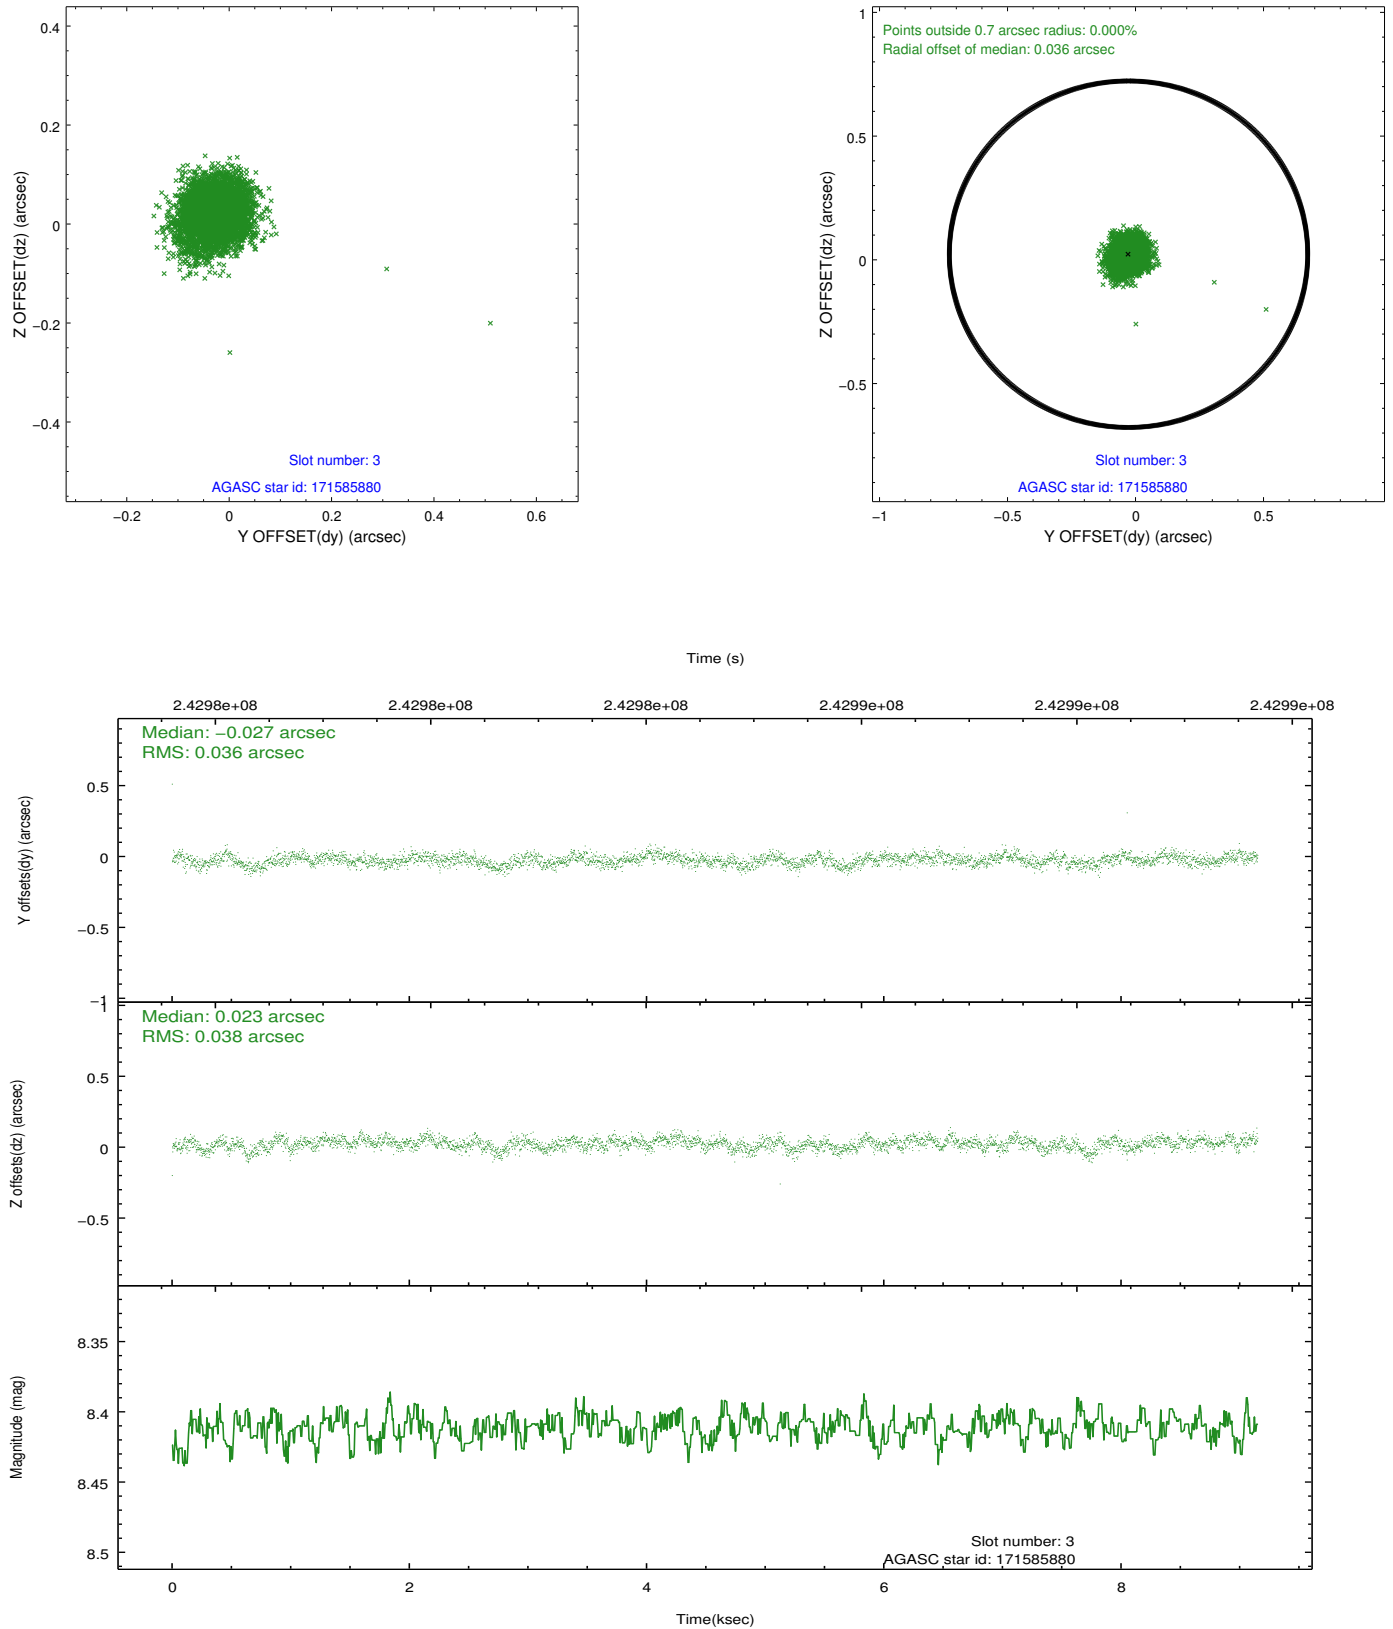 0.4
0.2
0
−0.2
−0.4
Z OFFSET(dz) (arcsec)
Slot number: 3
AGASC star id: 171585880
−0.2 0 0.2 0.4 0.6
Y OFFSET(dy) (arcsec)
Points outside 0.7 arcsec radius: 0.000%
Radial offset of median: 0.036 arcsec
1
0.5
0
−0.5
Z OFFSET(dz) (arcsec)
Slot number: 3
AGASC star id: 171585880
−1 −0.5 0 0.5
Y OFFSET(dy) (arcsec)
Time (s)
2.4298e+08 2.4298e+08 2.4298e+08 2.4299e+08 2.4299e+08 2.4299e+08
Median: −0.027 arcsec
RMS: 0.036 arcsec
0.5
0
−0.5
−1
Y offsets(dy) (arcsec)
Median: 0.023 arcsec
RMS: 0.038 arcsec
1
0.5
0
−0.5
Z offsets(dz) (arcsec)
8.35
8.4
8.45
8.5
Magnitude (mag)
Slot number: 3
AGASC star id: 171585880
0 2 4 6 8
Time(ksec)